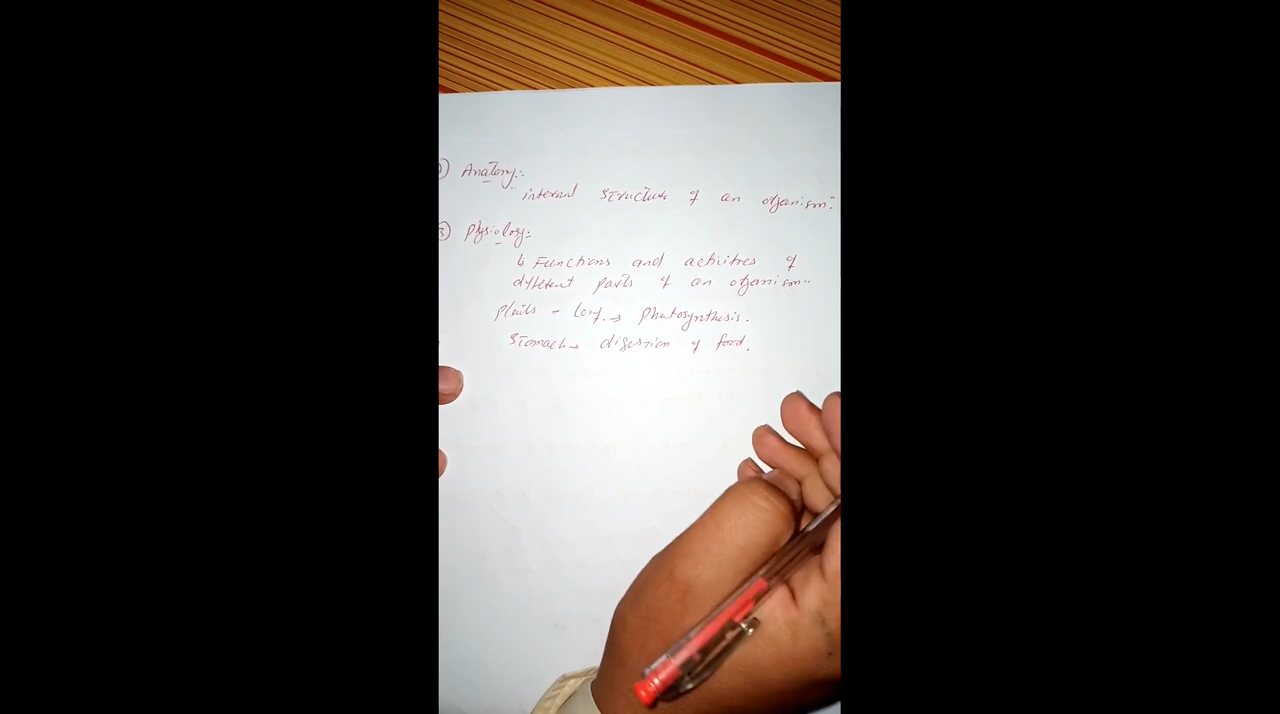 ) Anatomy:-
"internal structure of an organism."
3) Physiology:-
↳ Functions and activities of
different parts of an organism..
Plants - Leaf → Photosynthesis.
Stomach → digestion of food.